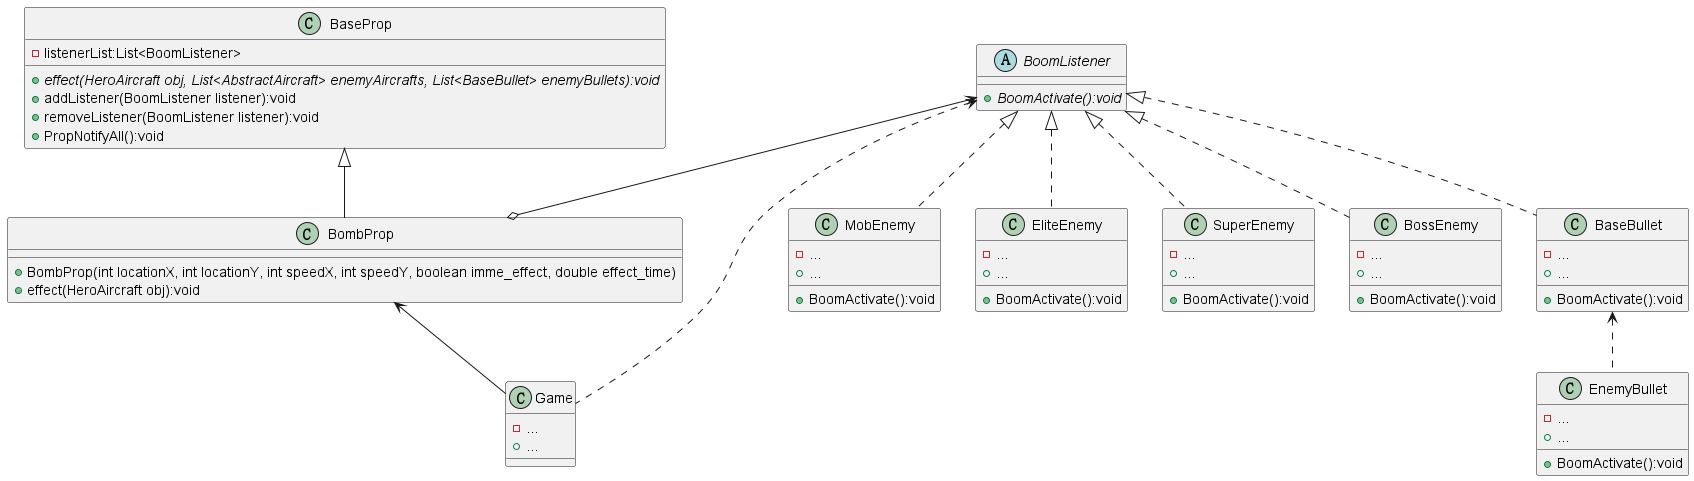 C BaseProp
listenerList:List<BoomListener>
effect(HeroAircraft obj, List<AbstractAircraft> enemyAircrafts, List<BaseBullet> enemyBullets):void
addListener(BoomListener listener):void
removeListener(BoomListener listener):void
PropNotifyAll():void
A BoomListener
BoomActivate():void
C BombProp
BombProp(int locationX, int locationY, int speedX, int speedY, boolean imme_effect, double effect_time)
effect(HeroAircraft obj):void
C MobEnemy
...
...
BoomActivate():void
C EliteEnemy
...
...
BoomActivate():void
C SuperEnemy
...
...
BoomActivate():void
C BossEnemy
...
...
BoomActivate():void
C BaseBullet
...
...
BoomActivate():void
C Game
...
...
C EnemyBullet
...
...
BoomActivate():void